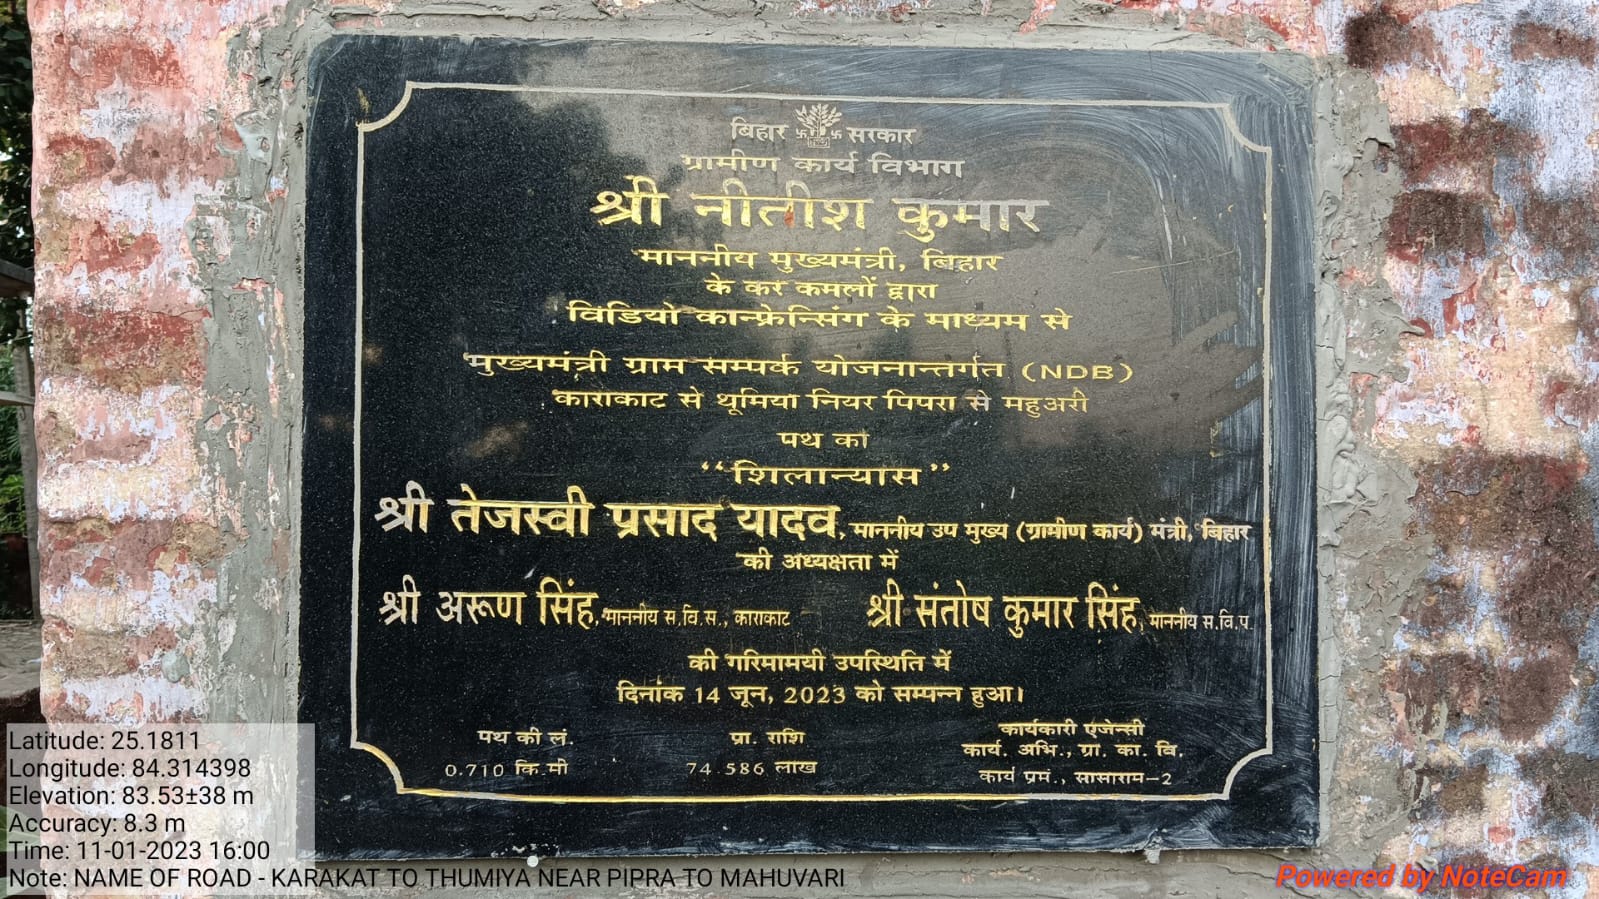 बिहार सरकार
ग्रामीण कार्य विभाग
श्री नीतीश कुमार
माननीय मुख्यमंत्री, बिहार
के कर कमलों द्वारा
विडियो कान्फ्रेन्सिंग के माध्यम से
मुख्यमंत्री ग्राम सम्पर्क योजनान्तर्गत (NDB)
काराकाट से थूमिया नियर पिपरा से महुअरी
पथ का
“शिलान्यास”
श्री तेजस्वी प्रसाद यादव, माननीय उप मुख्य (ग्रामीण कार्य) मंत्री, बिहार
की अध्यक्षता में
श्री अरूण सिंह, माननीय स.वि.स., काराकाट श्री संतोष कुमार सिंह, माननीय स.वि.प.
की गरिमामयी उपस्थिति में
दिनांक 14 जून, 2023 को सम्पन्न हुआ।
पथ की लं. प्रा. राशि कार्यकारी एजेन्सी
कार्य. अभि., ग्रा. का. वि.
0.710 कि.मी 74.586 लाख कार्य प्रमं., सासाराम-2
Latitude: 25.1811
Longitude: 84.314398
Elevation: 83.53±38 m
Accuracy: 8.3 m
Time: 11-01-2023 16:00
Note: NAME OF ROAD - KARAKAT TO THUMIYA NEAR PIPRA TO MAHUVARI
Powered by NoteCam